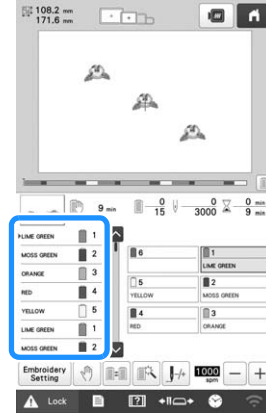 108.2 mm
171.6 mm
9 min
0
15
0
3000
0 min
9 min
LIME GREEN 1
MOSS GREEN 2
ORANGE 3
RED 4
YELLOW 5
LIME GREEN 1
MOSS GREEN 2
6
1
LIME GREEN
5
YELLOW
2
MOSS GREEN
4
RED
3
ORANGE
Embroidery
Setting
-/+
1000
spm
Lock